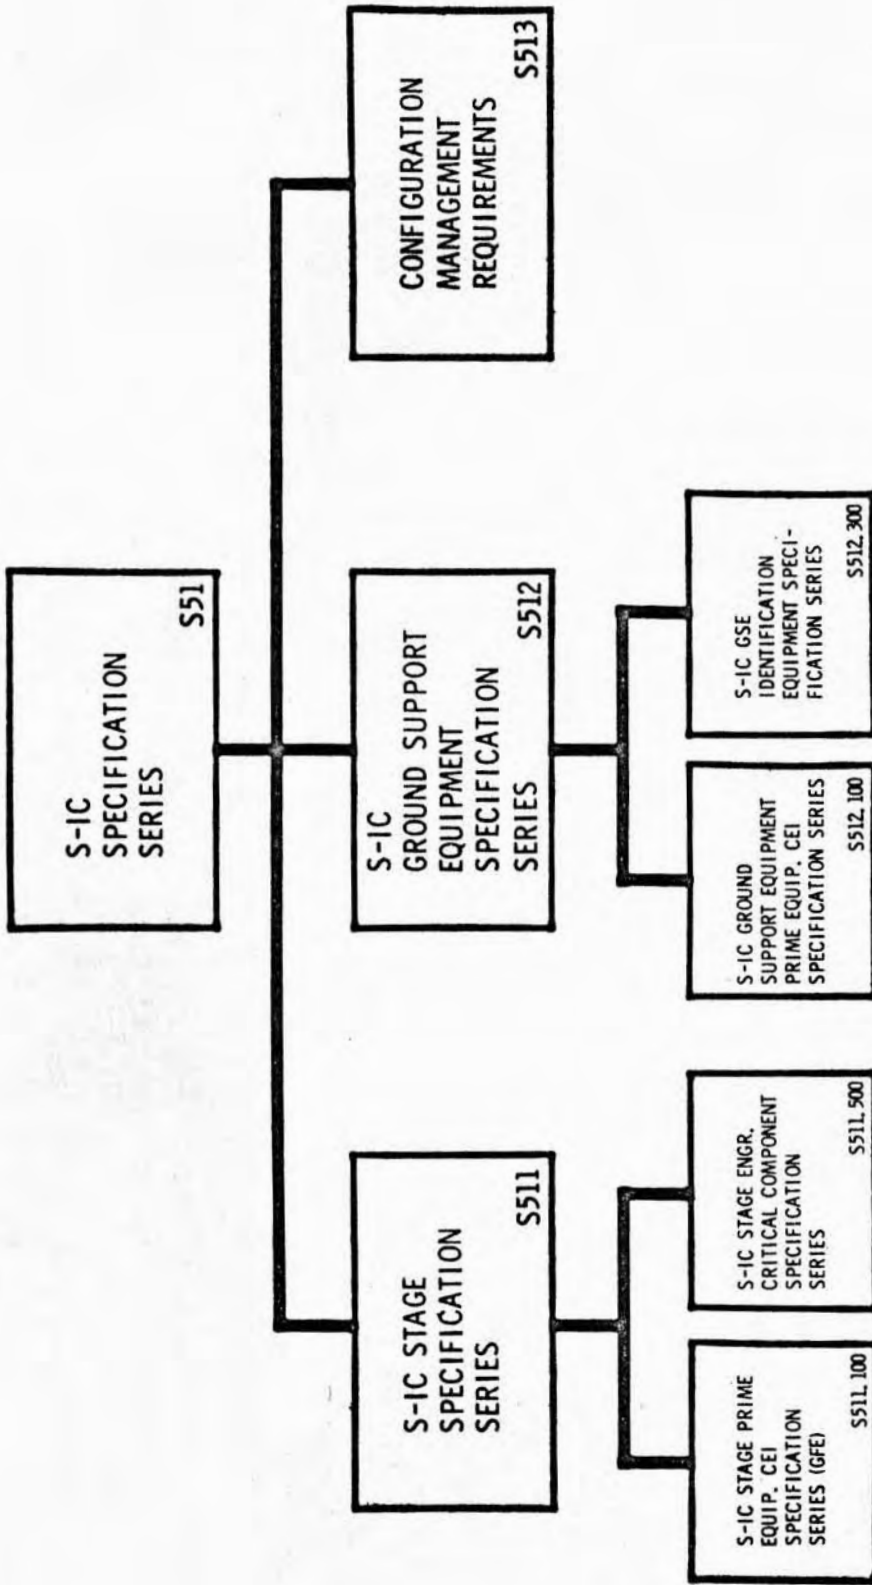 S-IC
SPECIFICATION
SERIES
S51
S-IC STAGE
SPECIFICATION
SERIES
S511
S-IC
GROUND SUPPORT
EQUIPMENT
SPECIFICATION
SERIES
S512
CONFIGURATION
MANAGEMENT
REQUIREMENTS
S513
S-IC STAGE PRIME
EQUIP. CEI
SPECIFICATION
SERIES (GFE)
S511.100
S-IC STAGE ENGR.
CRITICAL COMPONENT
SPECIFICATION
SERIES
S511.500
S-IC GROUND
SUPPORT EQUIPMENT
PRIME EQUIP. CEI
SPECIFICATION SERIES
S512.100
S-IC GSE
IDENTIFICATION
EQUIPMENT SPECI-
FICATION SERIES
S512.300